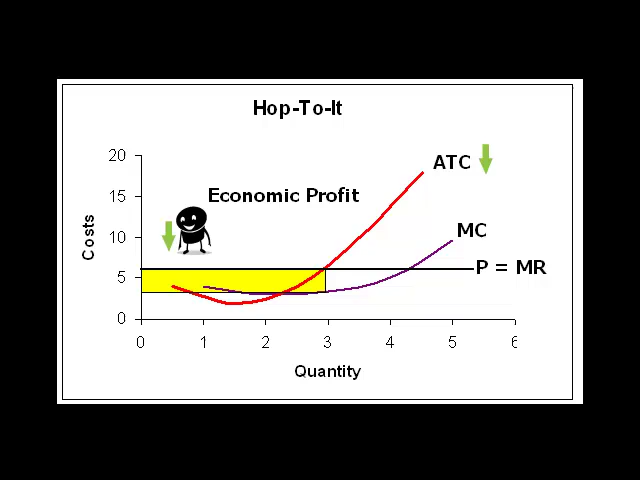 Hop-To-It
20
ATC
15
Economic Profit
Costs
10
MC
5
P = MR
0
0 1 2 3 4 5 6
Quantity